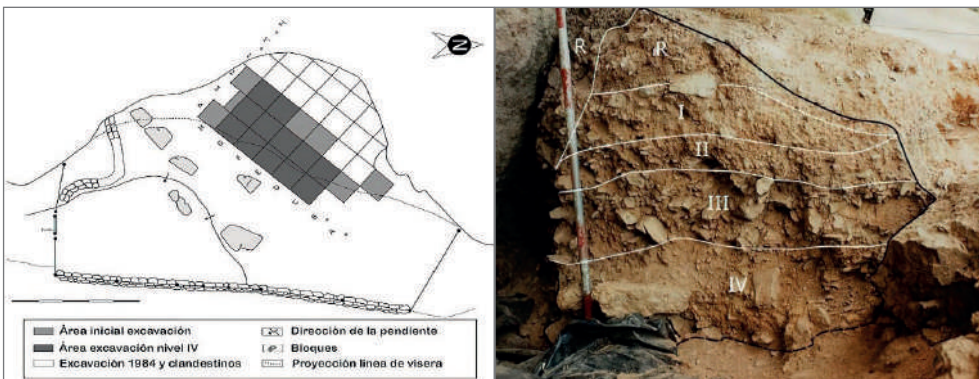 N
Área inicial excavación
Área excavación nivel IV
Excavación 1984 y clandestinos
Dirección de la pendiente
Bloques
Proyección linea de visera
R
R
I
II
III
IV